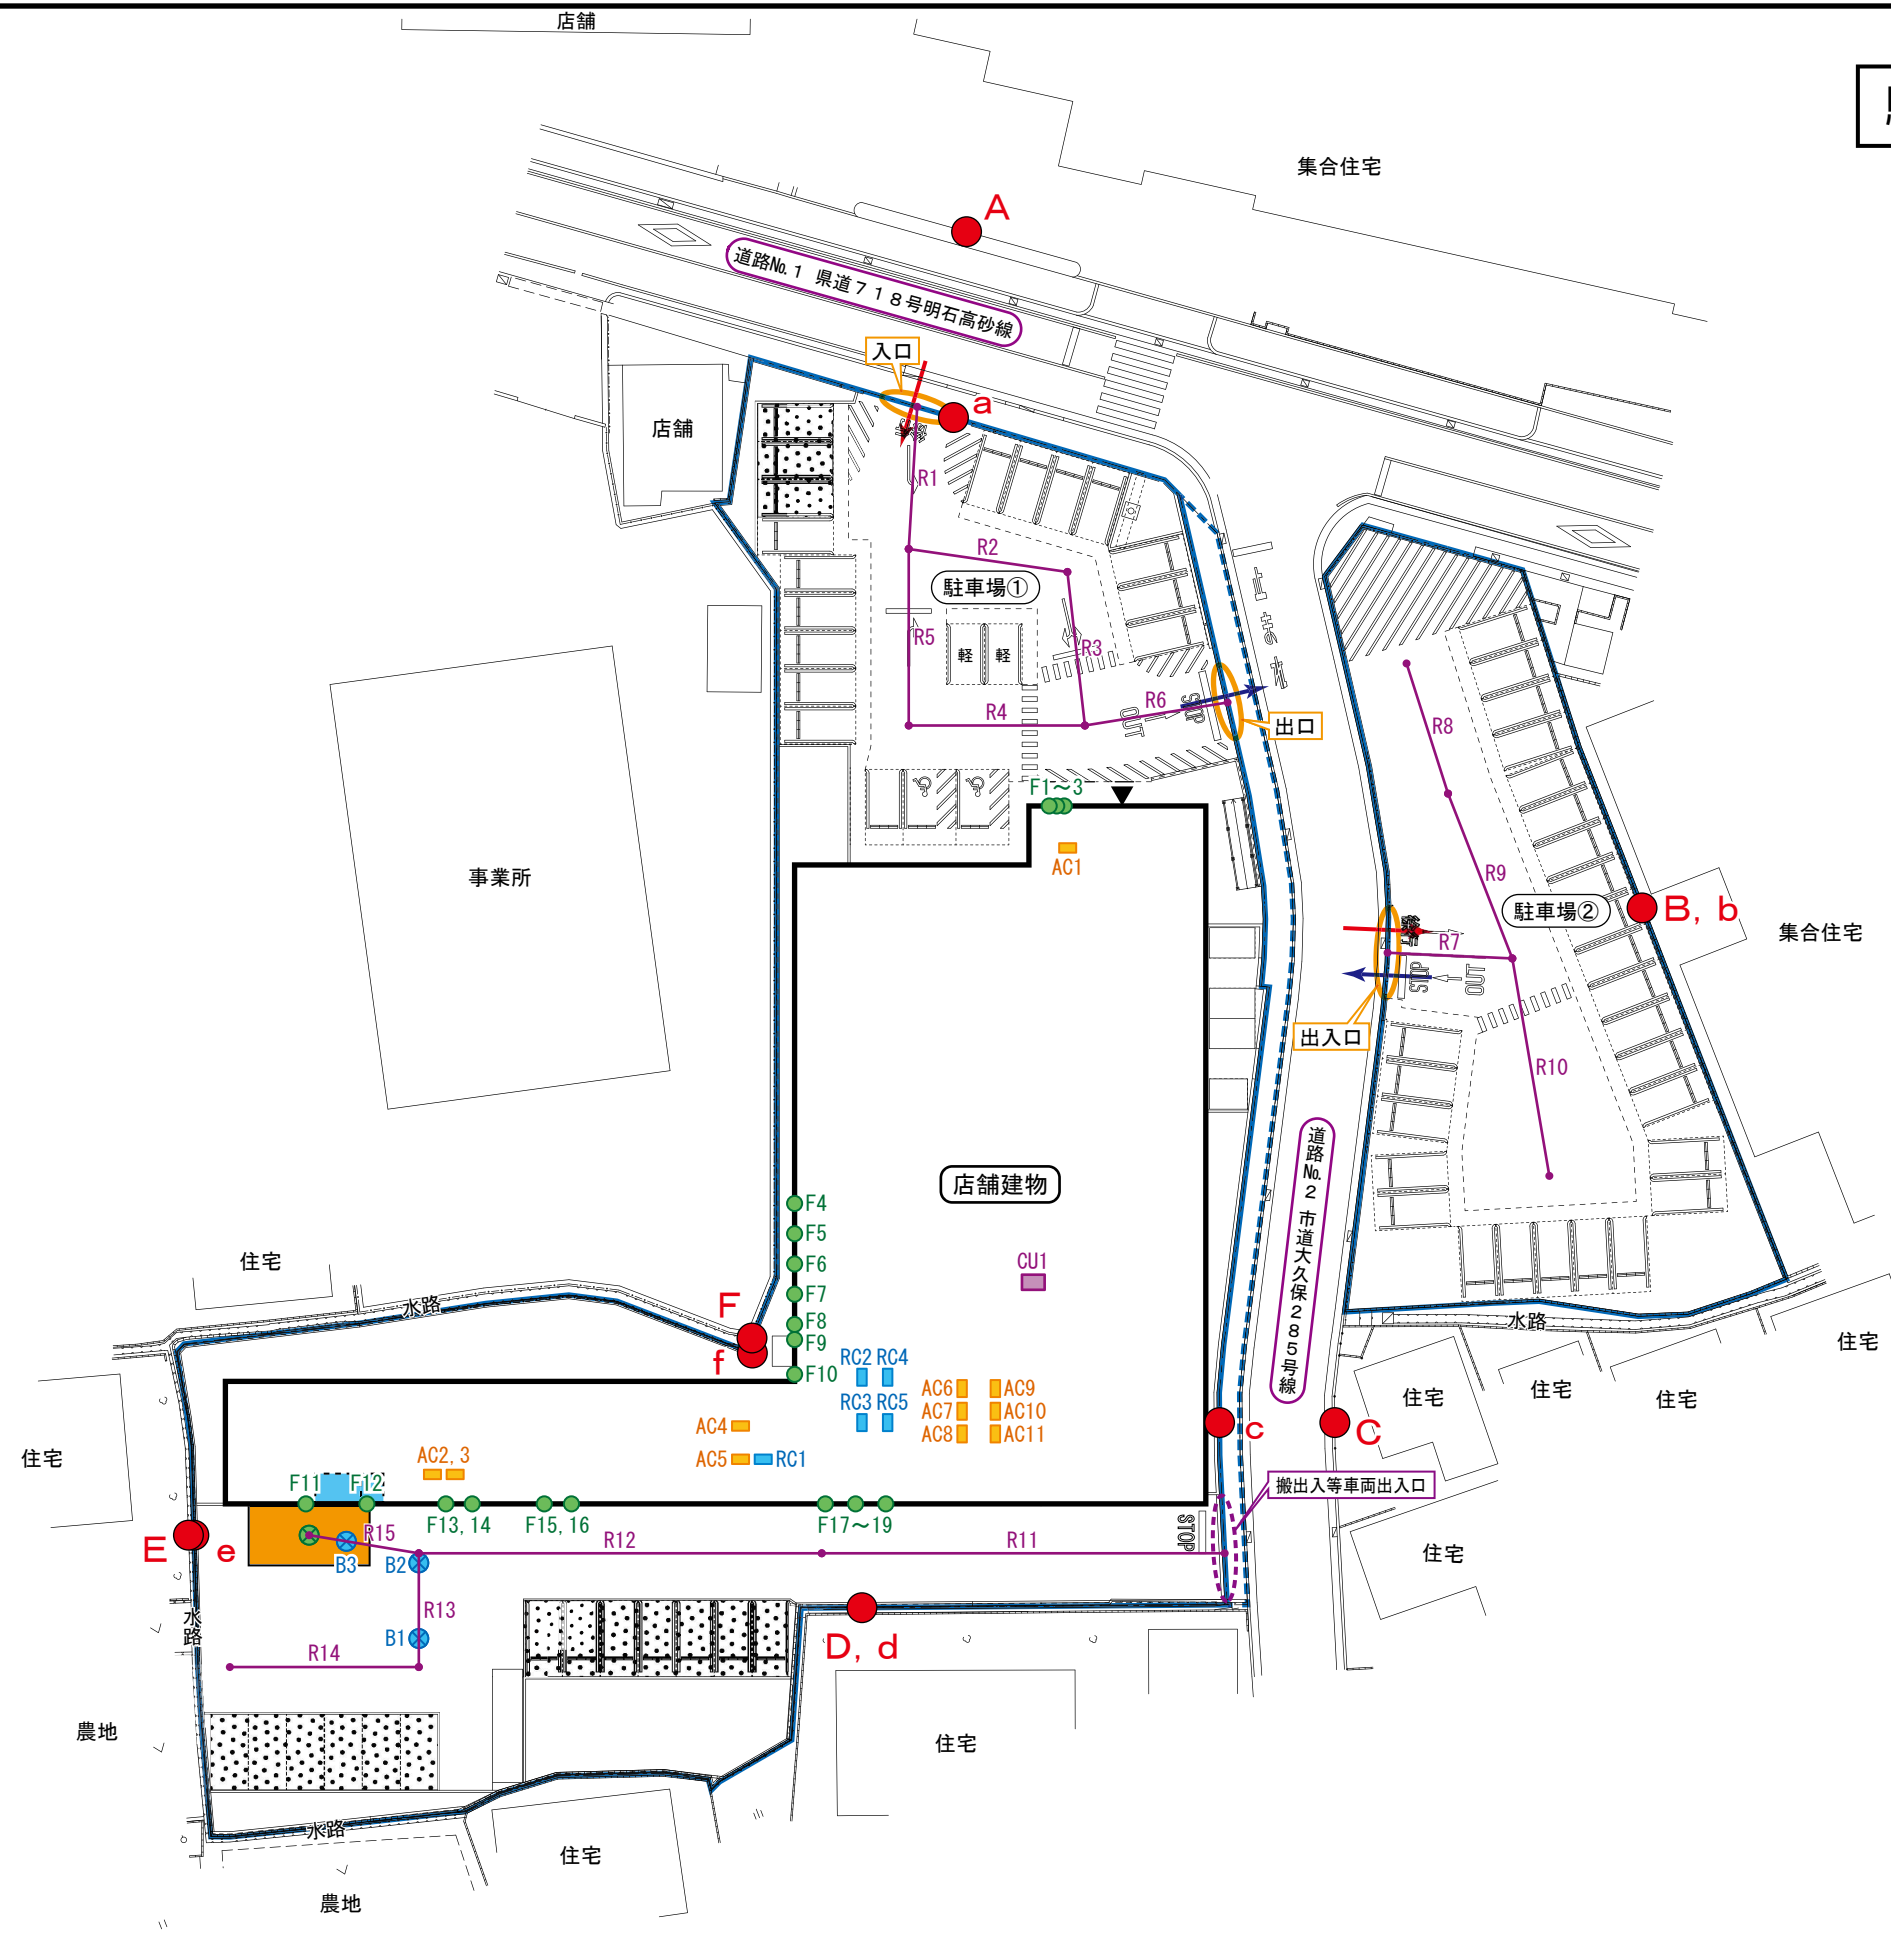 店舗
集合住宅
A
道路№1 県道718号明石高砂線
入口
a
店舗
R1
R2
駐車場①
R5
軽
軽
R3
止まれ
R4
R6
STOP
OUT
出口
R8
F1～3
AC1
事業所
R9
駐車場②
B, b
集合住宅
R7
STOP
OUT
出入口
R10
道路№2 市道大久保285号線
店舗建物
F4
F5
F6
F7
F8
F9
F10
CU1
住宅
水路
F
f
水路
住宅
RC2 RC4
RC3 RC5
AC6
AC9
AC7
AC10
AC8
AC11
AC4
AC5
RC1
c
C
住宅
住宅
住宅
住宅
AC2, 3
搬出入等車両出入口
F11
F12
F13, 14
F15, 16
F17～19
STOP
E
e
R15
R12
R11
B3
B2
住宅
水路
R13
B1
D, d
R14
農地
住宅
水路
住宅
農地